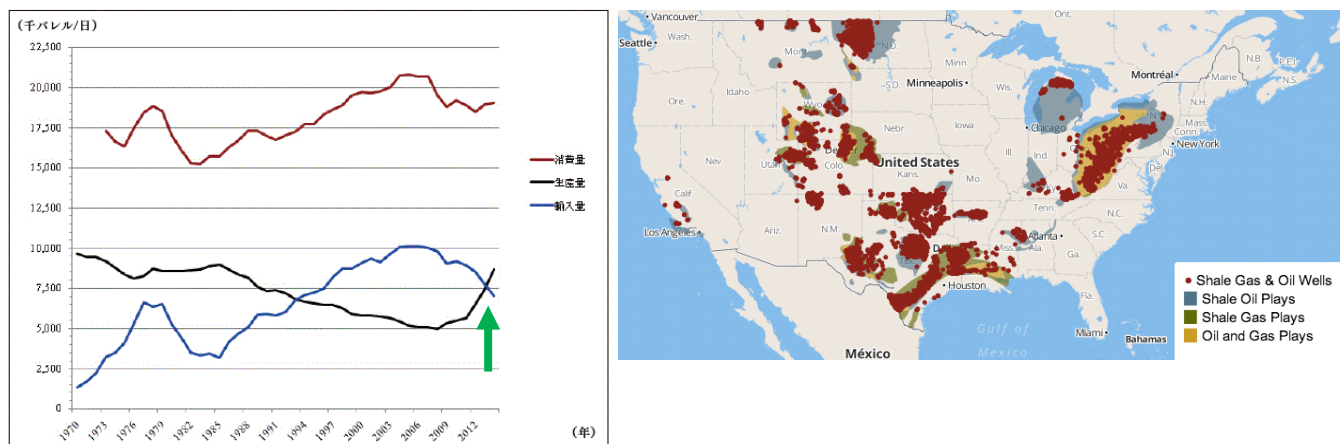 （千バレル/日）
22,500
20,000
17,500
15,000
12,500
10,000
7,500
5,000
2,500
0
1970
1973
1976
1979
1982
1985
1988
1991
1994
1997
2000
2003
2006
2009
2012
（年）
消費量
生産量
輸入量
Vancouver
Seattle
Wash.
Ore.
Idaho
Mont.
N.D.
S.D.
Minn.
Minneapolis
Wis.
Ont.
Montréal
Maine
N.B.
P.E.I.
N.S.
N.H.
Mass.
Conn.
New York
N.J.
Del.
Wyo.
Nebr.
Iowa
Chicago
Ill.
Ind.
Nev.
Utah
Colo.
United States
Kans.
Mo.
Va.
Calif.
Los Angeles
Ariz.
N.M.
Tenn.
N.C.
S.C.
Atlanta
Miss.
Ala.
Ga.
Houston
Fla.
Gulf of
Mexico
Miami
Bahamas
México
Shale Gas & Oil Wells
Shale Oil Plays
Shale Gas Plays
Oil and Gas Plays